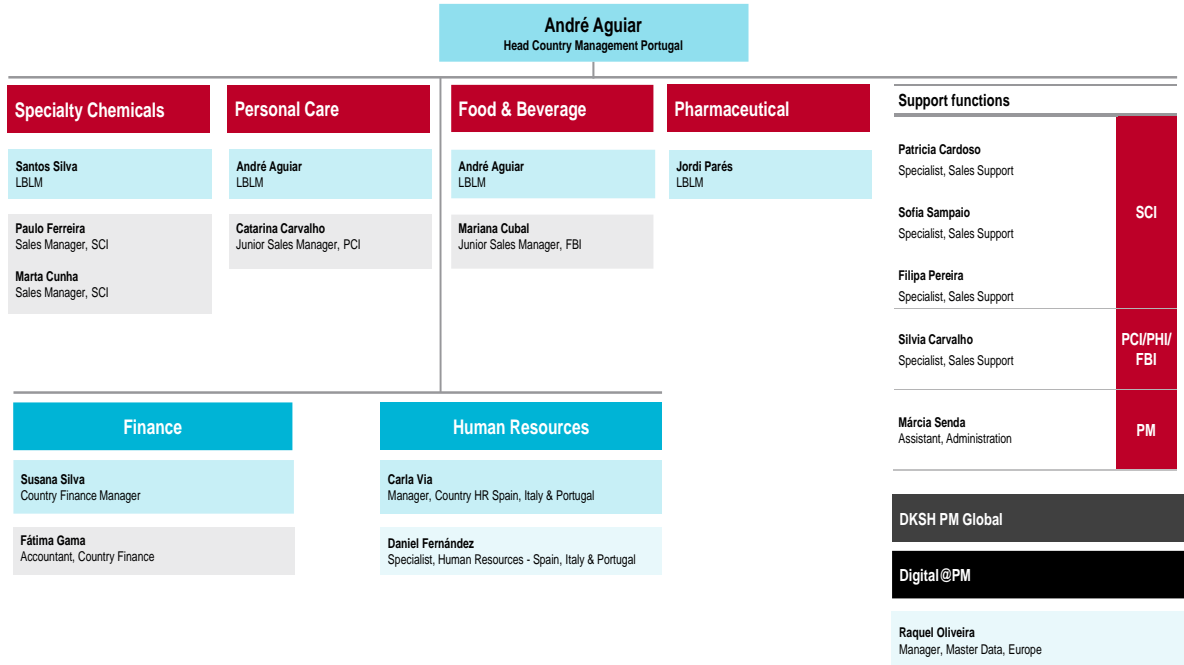 André Aguiar
Head Country Management Portugal
Specialty Chemicals
Santos Silva
LBLM
Paulo Ferreira
Sales Manager, SCI
Marta Cunha
Sales Manager, SCI
Personal Care
André Aguiar
LBLM
Catarina Carvalho
Junior Sales Manager, PCI
Food & Beverage
André Aguiar
LBLM
Mariana Cubal
Junior Sales Manager, FBI
Pharmaceutical
Jordi Parés
LBLM
Support functions
Patricia Cardoso
Specialist, Sales Support
Sofia Sampaio
Specialist, Sales Support
Filipa Pereira
Specialist, Sales Support
SCI
Silvia Carvalho
Specialist, Sales Support
PCI/PHI/
FBI
Márcia Senda
Assistant, Administration
PM
Finance
Susana Silva
Country Finance Manager
Fátima Gama
Accountant, Country Finance
Human Resources
Carla Via
Manager, Country HR Spain, Italy & Portugal
Daniel Fernández
Specialist, Human Resources - Spain, Italy & Portugal
DKSH PM Global
Digital@PM
Raquel Oliveira
Manager, Master Data, Europe